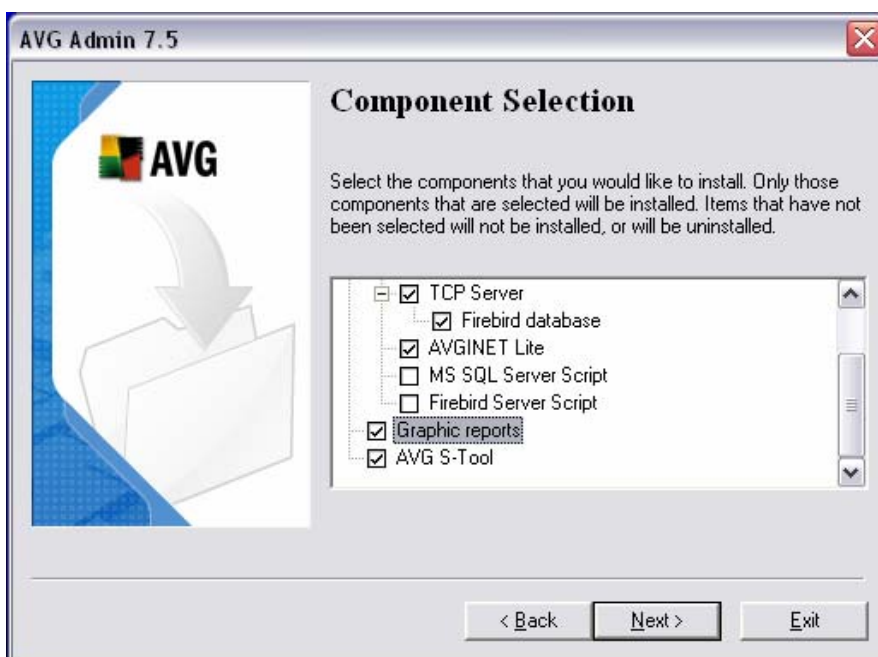 AVG Admin 7.5
AVG
Component Selection
Select the components that you would like to install. Only those
components that are selected will be installed. Items that have not
been selected will not be installed, or will be uninstalled.
TCP Server
Firebird database
AVGINET Lite
MS SQL Server Script
Firebird Server Script
Graphic reports
AVG S-Tool
< Back
Next >
Exit